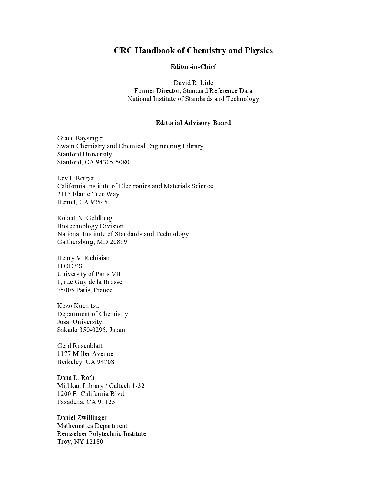 CRC Handbook of Chemistry and Physics
Editor-in-Chief
David R. Lide
Former Director, Standard Reference Data
National Institute of Standards and Technology
Editorial Advisory Board
Grace Baysinger
Swain Chemistry and Chemical Engineering Library
Stanford University
Stanford, CA 94305-5080
Lev I. Berger
California Institute of Electronics and Materials Science
2115 Flame Tree Way
Hemet, CA
Robert N. Goldberg
Biotechnology Division
National Institute of Standards and Technology
Gaithersburg, MD 20899
Henry V. Kehiaian
ITODYS
University of Paris VII
1, rue Guy de la Brosse
75005 Paris, France
Kozo Kuchitsu
Department of Chemistry
Josai University
Sakado 350-0295, Japan
Gerd Rosenblatt
1177 Miller Avenue
Berkeley, CA 94708
Dana L. Roth
Millikan Library / Caltech 1-32
1200 E. California Blvd.
Pasadena, CA 91125
Daniel Zwillinger
Mathematics Department
Rensselaer Polytechnic Institute
Troy, NY 12180